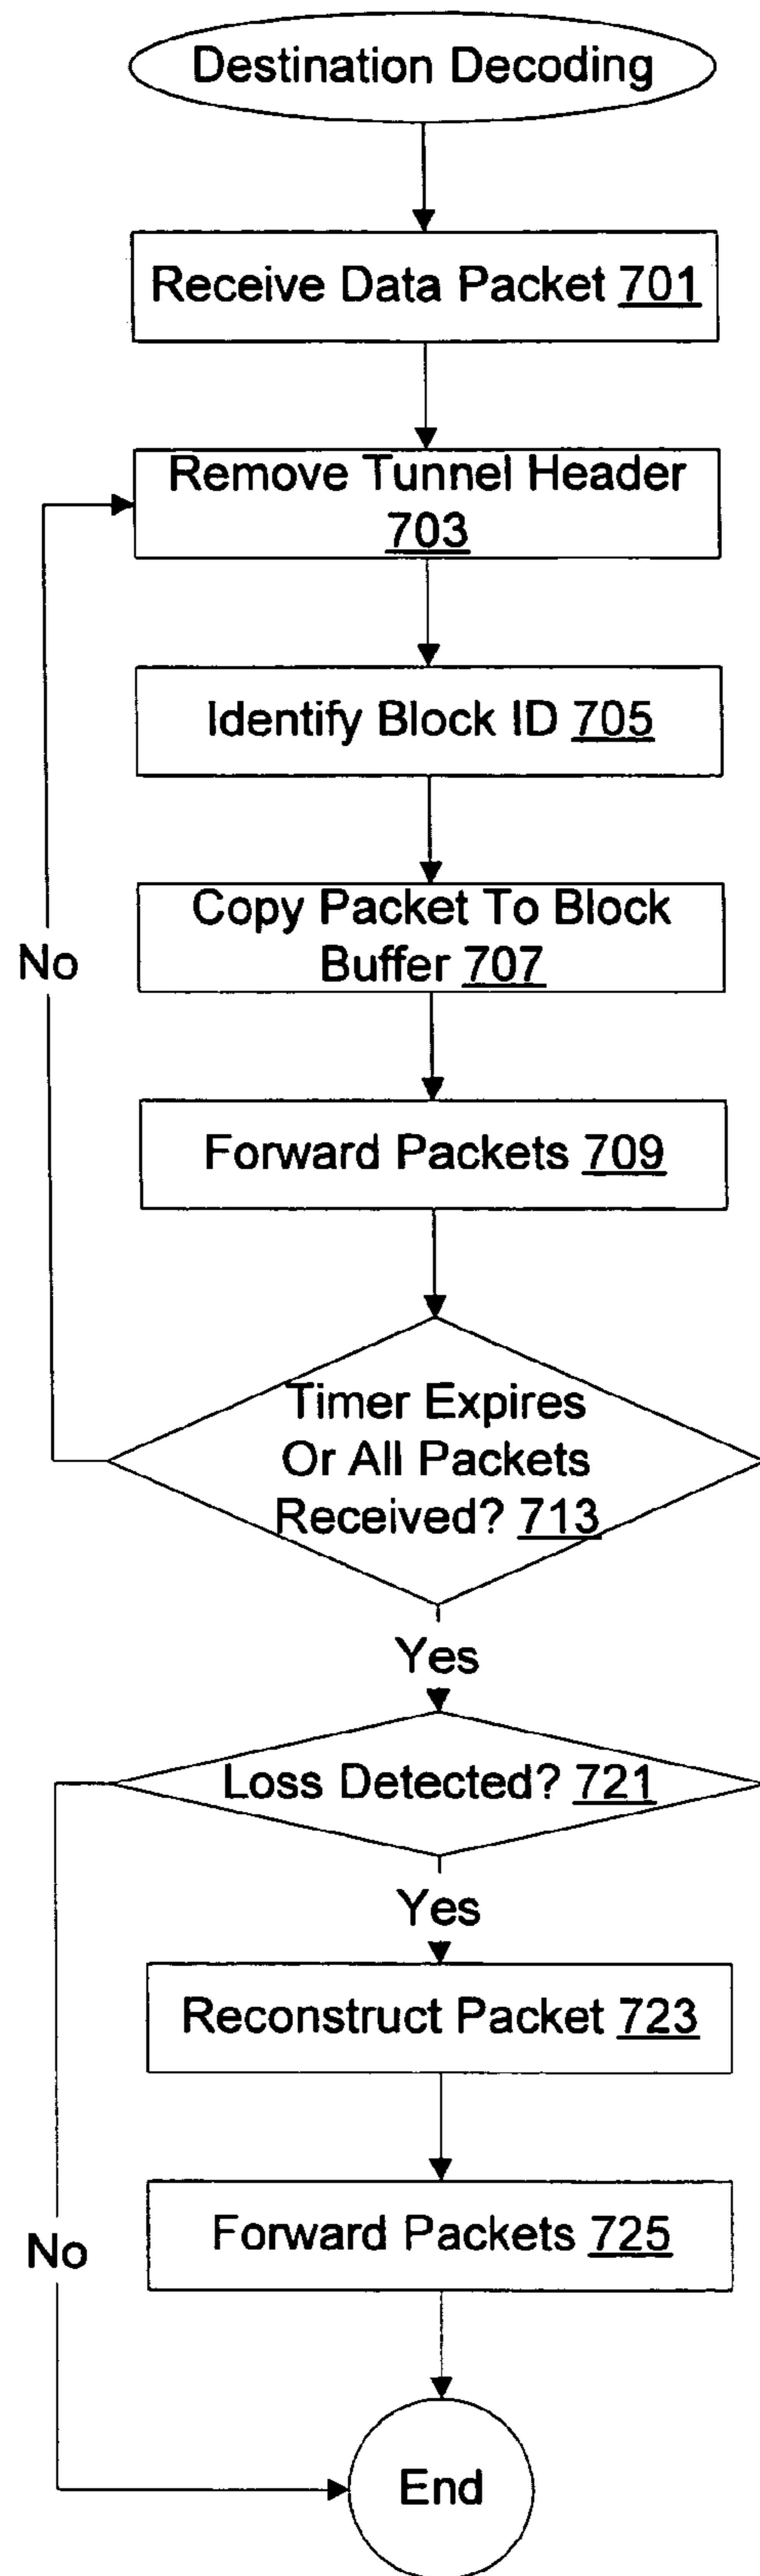 Destination Decoding
Receive Data Packet 701
Remove Tunnel Header
703
Identify Block ID 705
Copy Packet To Block
Buffer 707
No
Forward Packets 709
Timer Expires
Or All Packets
Received? 713
Yes
Loss Detected? 721
Yes
Reconstruct Packet 723
Forward Packets 725
No
End